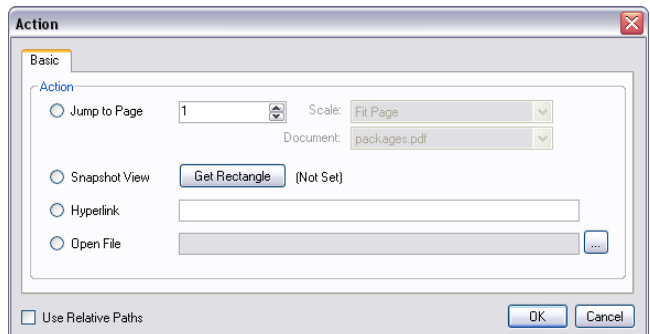 Action
Basic
Action
Jump to Page 1 Scale: Fit Page
Document: packages.pdf
Snapshot View Get Rectangle (Not Set)
Hyperlink
Open File ...
Use Relative Paths OK Cancel